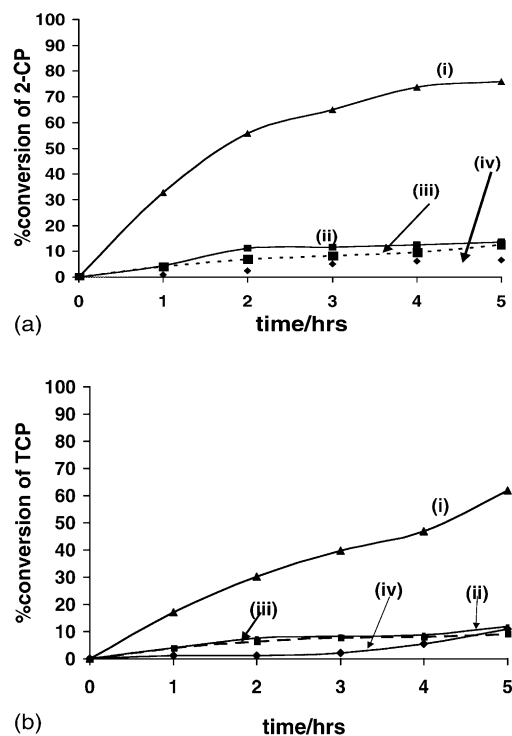 100
90
80
70
60
50
40
30
20
10
0
%conversion of 2-CP
(i)
(iv)
(iii)
(ii)
0 1 2 3 4 5
time/hrs
(a)
100
90
80
70
60
50
40
30
20
10
0
%conversion of TCP
(i)
(iv)
(ii)
(iii)
0 1 2 3 4 5
time/hrs
(b)